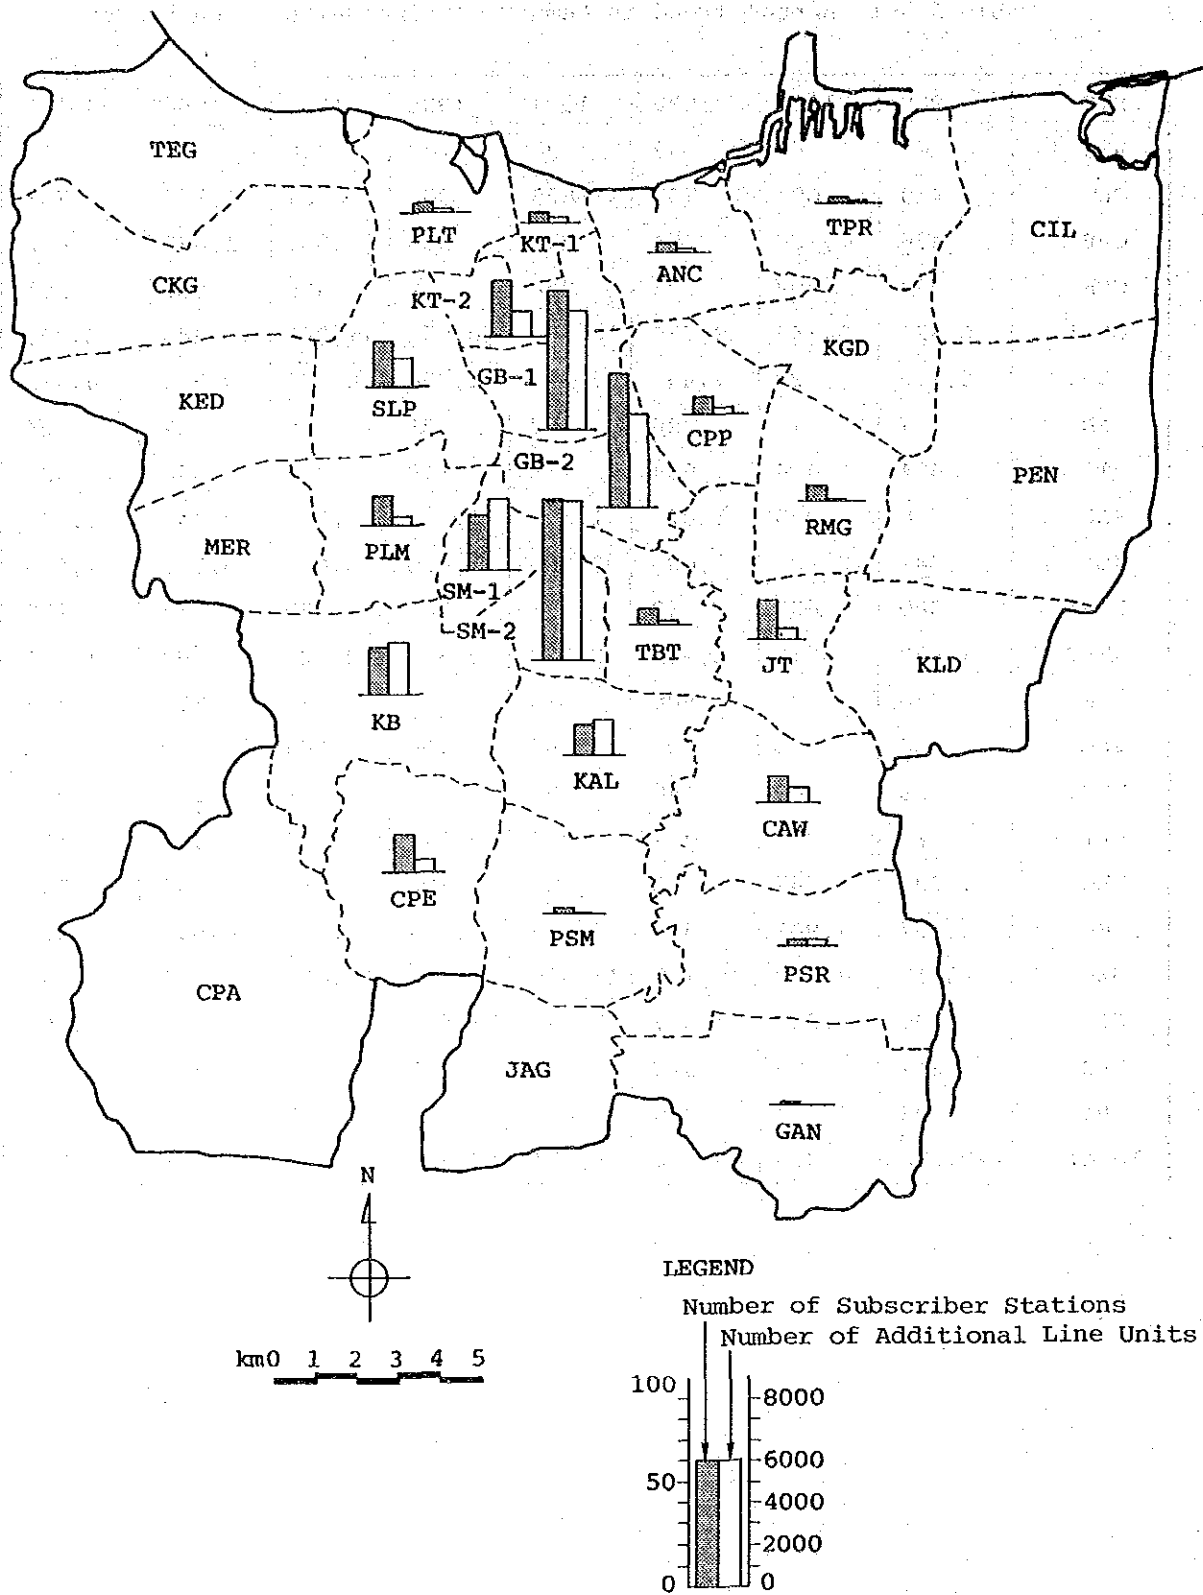 TEG
PLT
KT-1
ANC
TPR
CIL
CKG
KT-2
KGD
KED
SLP
GB-1
CPP
GB-2
PEN
RMG
MER
PLM
SM-1
SM-2
TBT
JT
KLD
KB
KAL
CAW
CPE
PSM
PSR
CPA
JAG
GAN
N
LEGEND
Number of Subscriber Stations
Number of Additional Line Units
km0 1 2 3 4 5
100
8000
6000
50
4000
2000
0
0